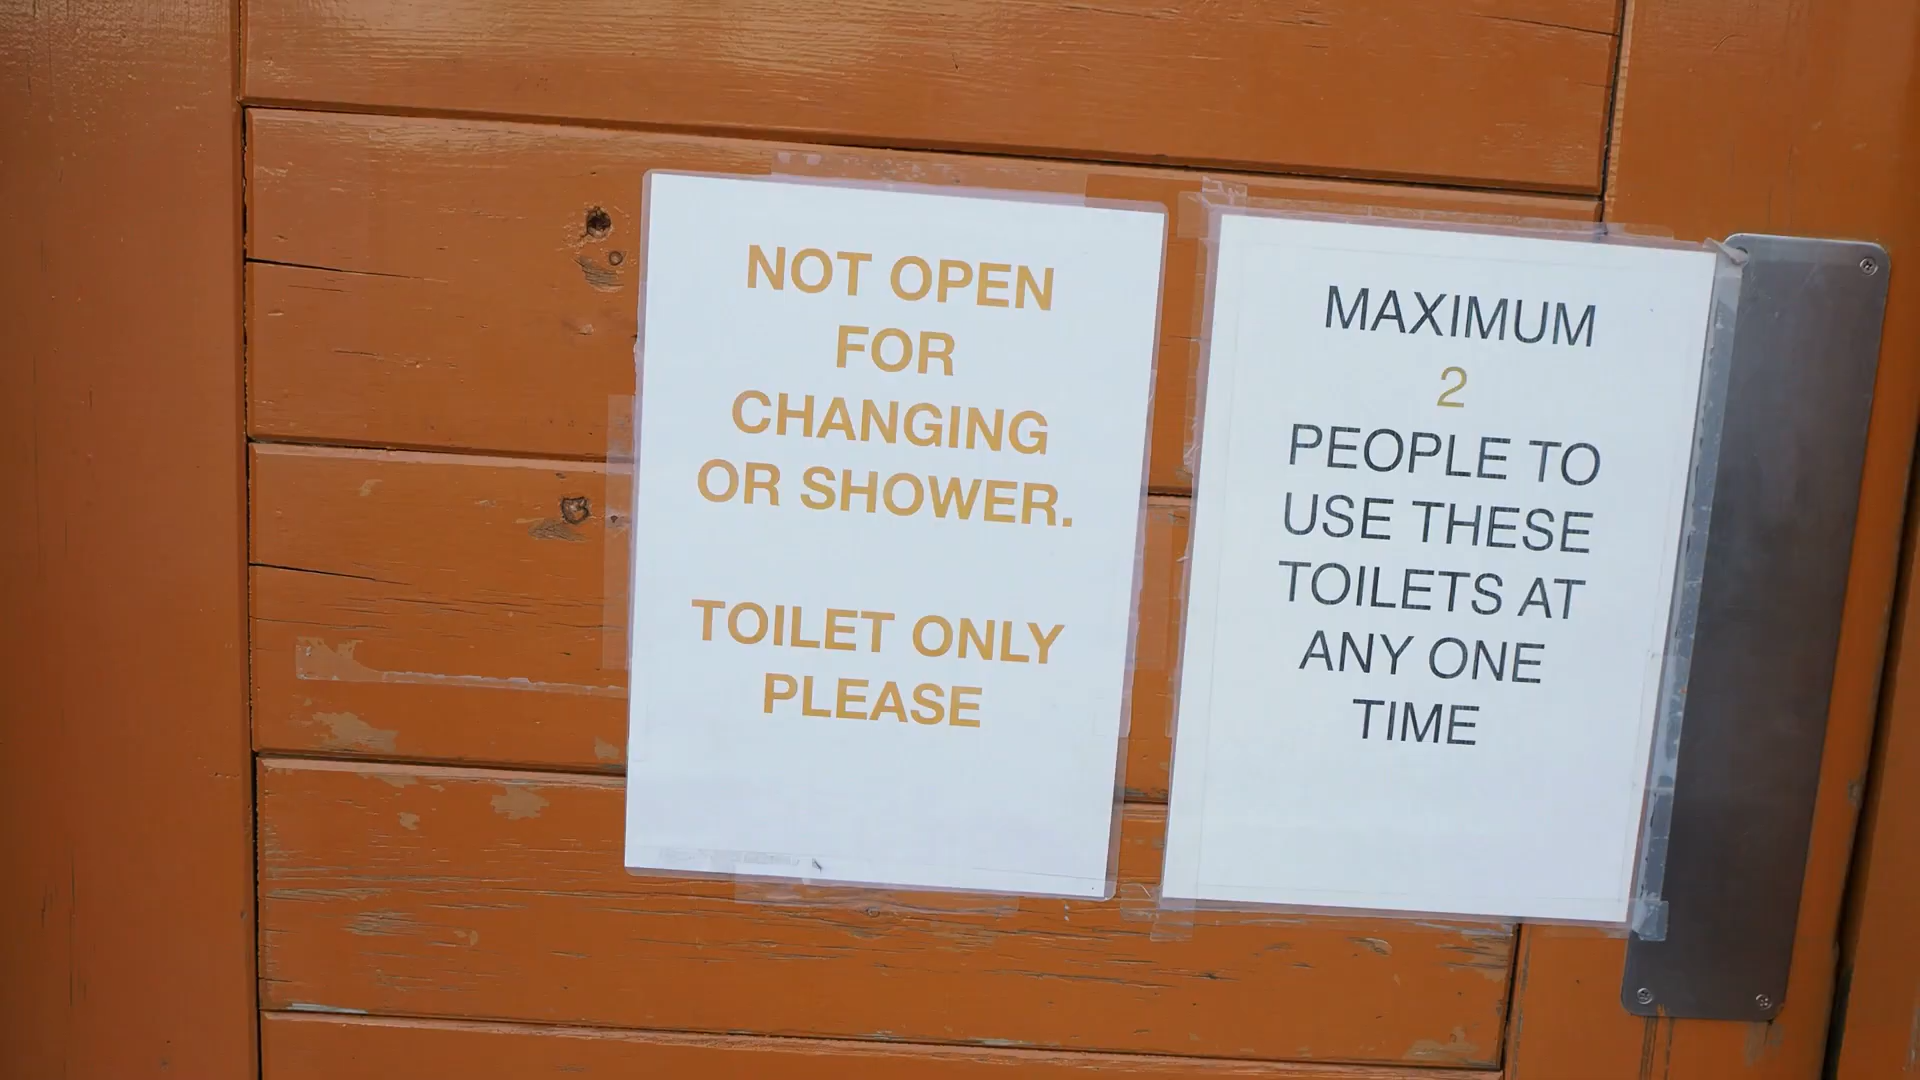 NOT OPEN
FOR
CHANGING
OR SHOWER.
TOILET ONLY
PLEASE
MAXIMUM
2
PEOPLE TO
USE THESE
TOILETS AT
ANY ONE
TIME